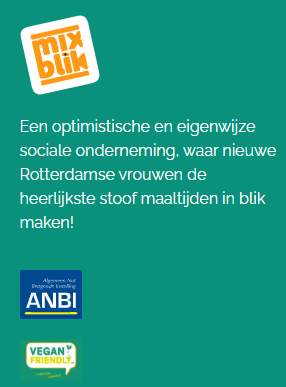 mix
blik
Een optimistische en eigenwijze
sociale onderneming, waar nieuwe
Rotterdamse vrouwen de
heerlijkste stoof maaltijden in blik
maken!
Algemeen Nut
Beogende Instelling
ANBI
VEGAN
FRIENDLY